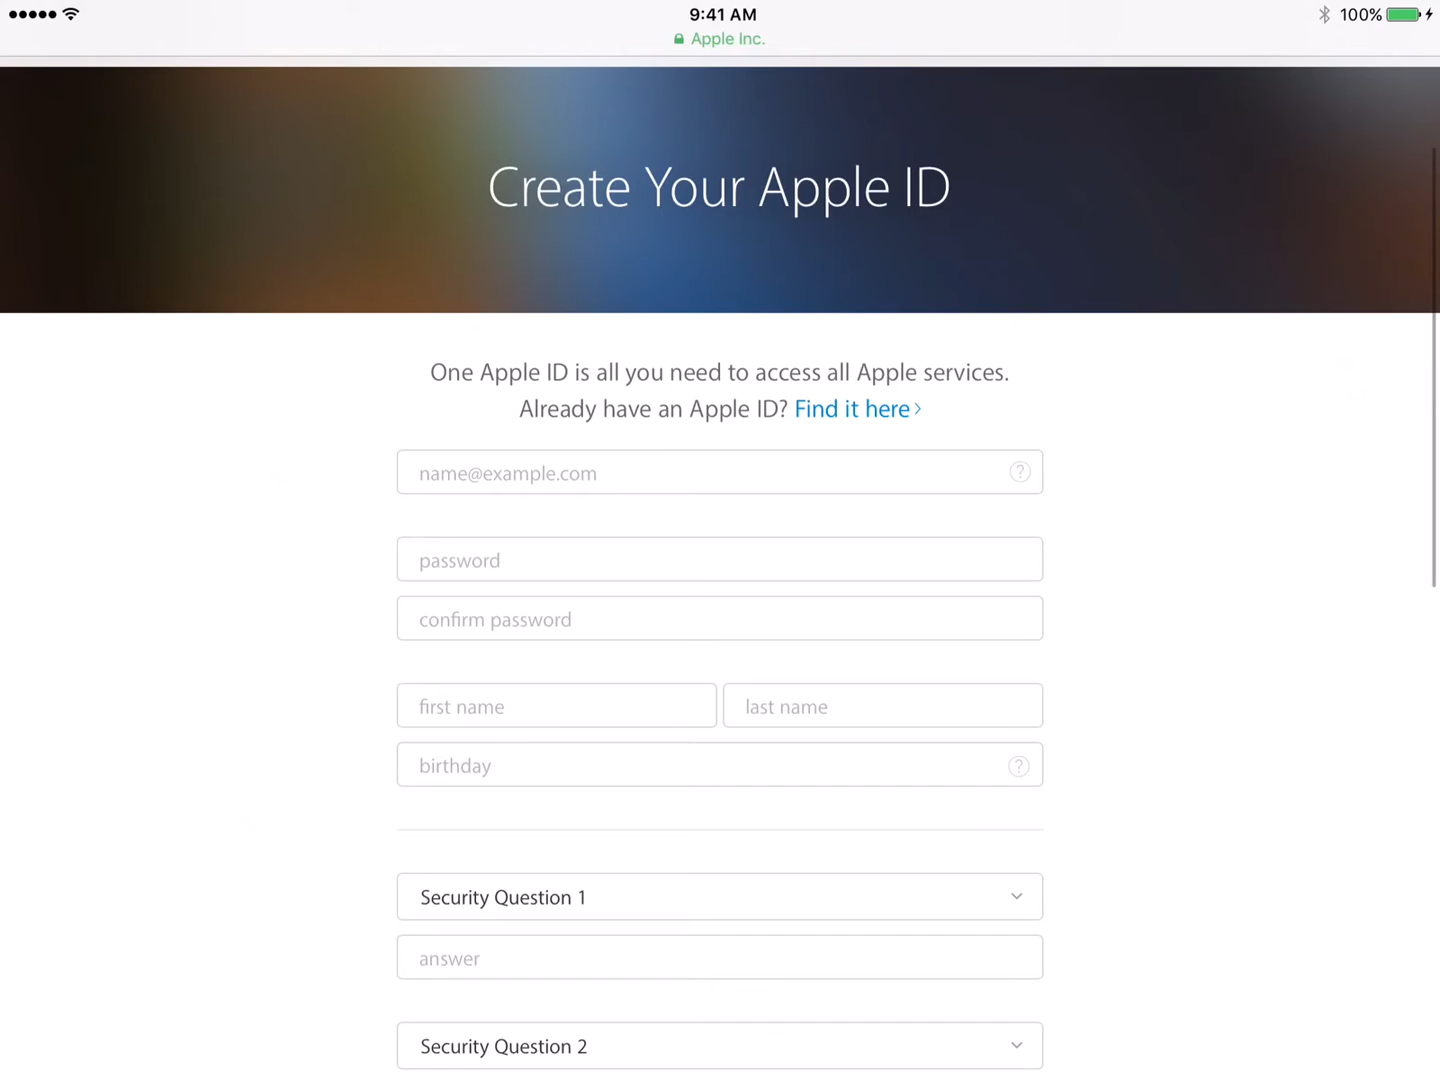 9:41 AM
100%
Apple Inc.
Create Your Apple ID
One Apple ID is all you need to access all Apple services.
Already have an Apple ID? Find it here ›
name@example.com ?
password
confirm password
first name last name
birthday ?
Security Question 1
answer
Security Question 2